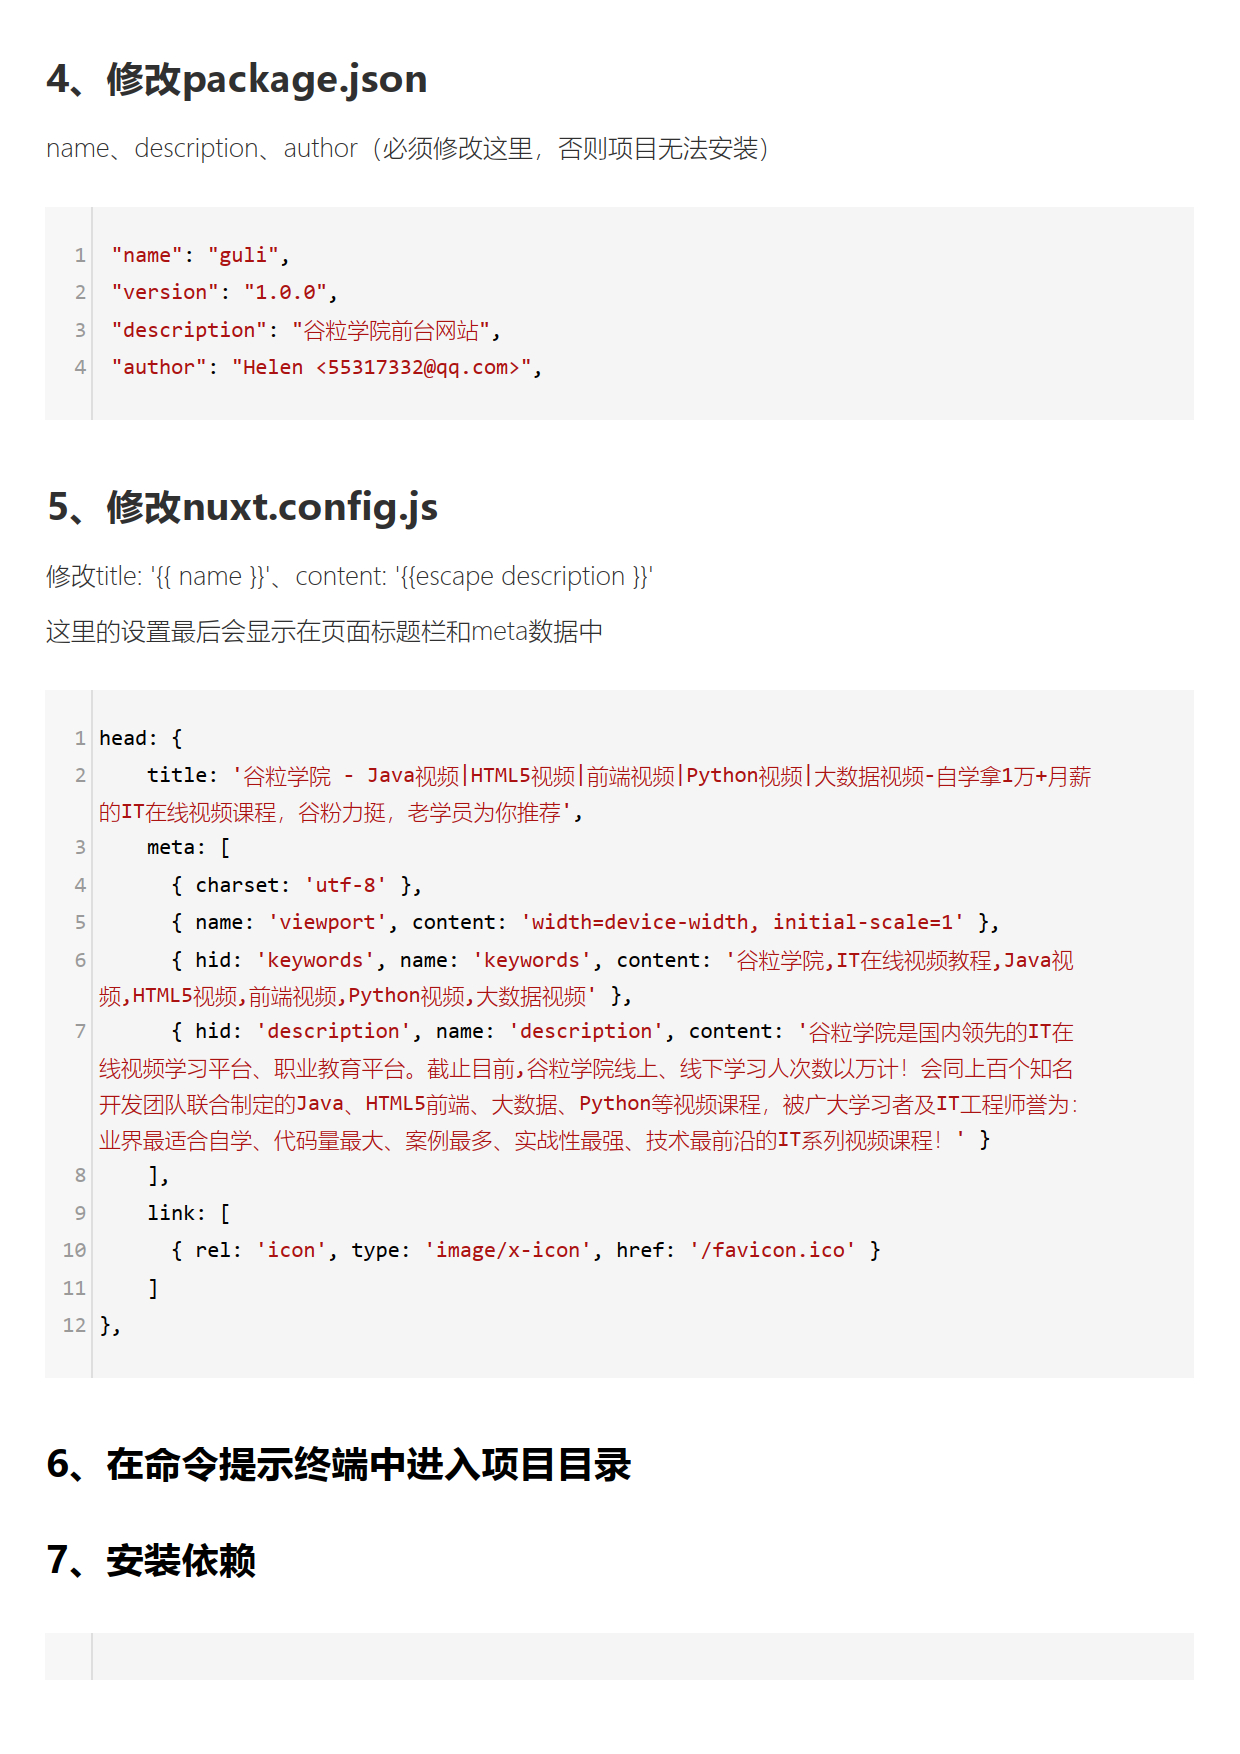 4、修改package.json
name、description、author（必须修改这里，否则项目无法安装）
1 "name": "guli",
2 "version": "1.0.0",
3 "description": "谷粒学院前台网站",
4 "author": "Helen <55317332@qq.com>",
5、修改nuxt.config.js
修改title: '{{ name }}'、content: '{{escape description }}'
这里的设置最后会显示在页面标题栏和meta数据中
1 head: {
2 title: '谷粒学院 - Java视频|HTML5视频|前端视频|Python视频|大数据视频-自学拿1万+月薪
的IT在线视频课程，谷粉力挺，老学员为你推荐',
3 meta: [
4 { charset: 'utf-8' },
5 { name: 'viewport', content: 'width=device-width, initial-scale=1' },
6 { hid: 'keywords', name: 'keywords', content: '谷粒学院,IT在线视频教程,Java视
频,HTML5视频,前端视频,Python视频,大数据视频' },
7 { hid: 'description', name: 'description', content: '谷粒学院是国内领先的IT在
线视频学习平台、职业教育平台。截止目前,谷粒学院线上、线下学习人次数以万计！会同上百个知名
开发团队联合制定的Java、HTML5前端、大数据、Python等视频课程，被广大学习者及IT工程师誉为：
业界最适合自学、代码量最大、案例最多、实战性最强、技术最前沿的IT系列视频课程！' }
8 ],
9 link: [
10 { rel: 'icon', type: 'image/x-icon', href: '/favicon.ico' }
11 ]
12 },
6、在命令提示终端中进入项目目录
7、安装依赖